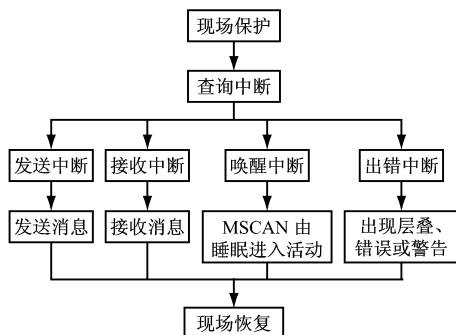 现场保护
查询中断
发送中断 接收中断 唤醒中断 出错中断
发送消息 接收消息 MSCAN 由 出现层叠、
睡眠进入活动 错误或警告
现场恢复